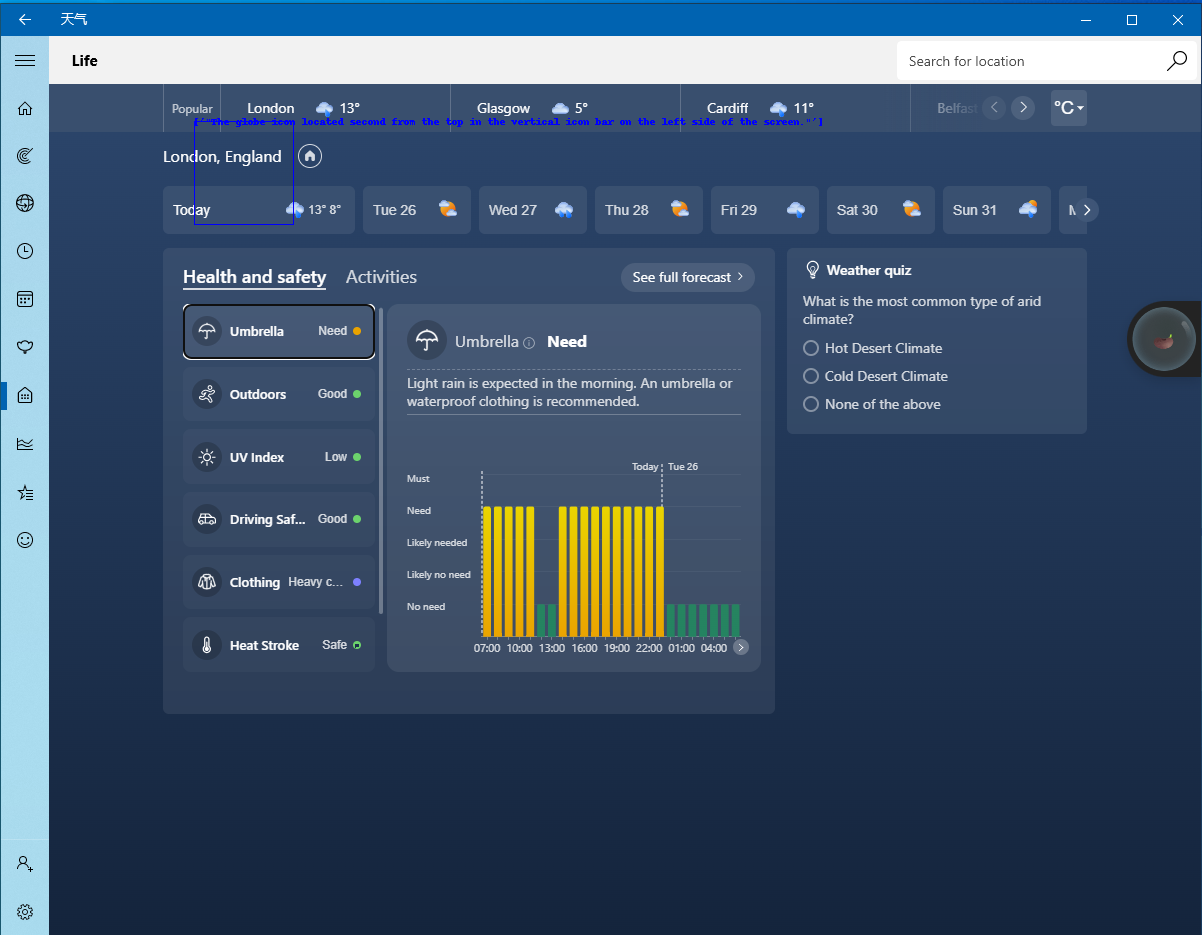 天气
Life
Search for location
Popular London 13° Glasgow 5° Cardiff 11° Belfast °C
['"The globe icon located second from the top in the vertical icon bar on the left side of the screen."']
London, England
Today 13° 8° Tue 26 Wed 27 Thu 28 Fri 29 Sat 30 Sun 31
Health and safety Activities See full forecast
Umbrella Need
Outdoors Good
UV Index Low
Driving Saf... Good
Clothing Heavy c...
Heat Stroke Safe
Umbrella Need
Light rain is expected in the morning. An umbrella or
waterproof clothing is recommended.
Today Tue 26
Must
Need
Likely needed
Likely no need
No need
07:00 10:00 13:00 16:00 19:00 22:00 01:00 04:00
Weather quiz
What is the most common type of arid
climate?
Hot Desert Climate
Cold Desert Climate
None of the above